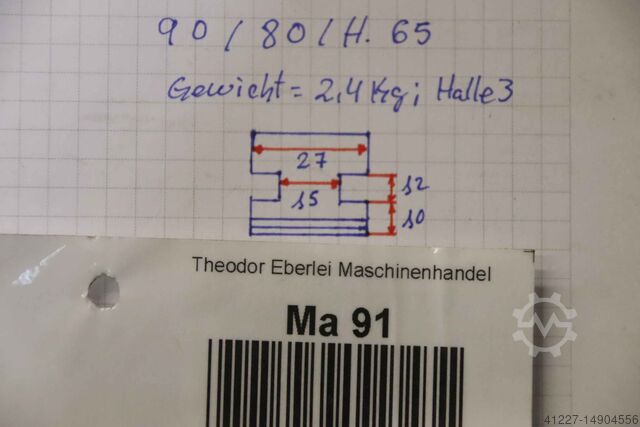 90/80/H. 65
Gewicht = 2,4 Kg; Halle 3
27
15
12
10
Theodor Eberlei Maschinenhandel
Ma 91
41227-14904556